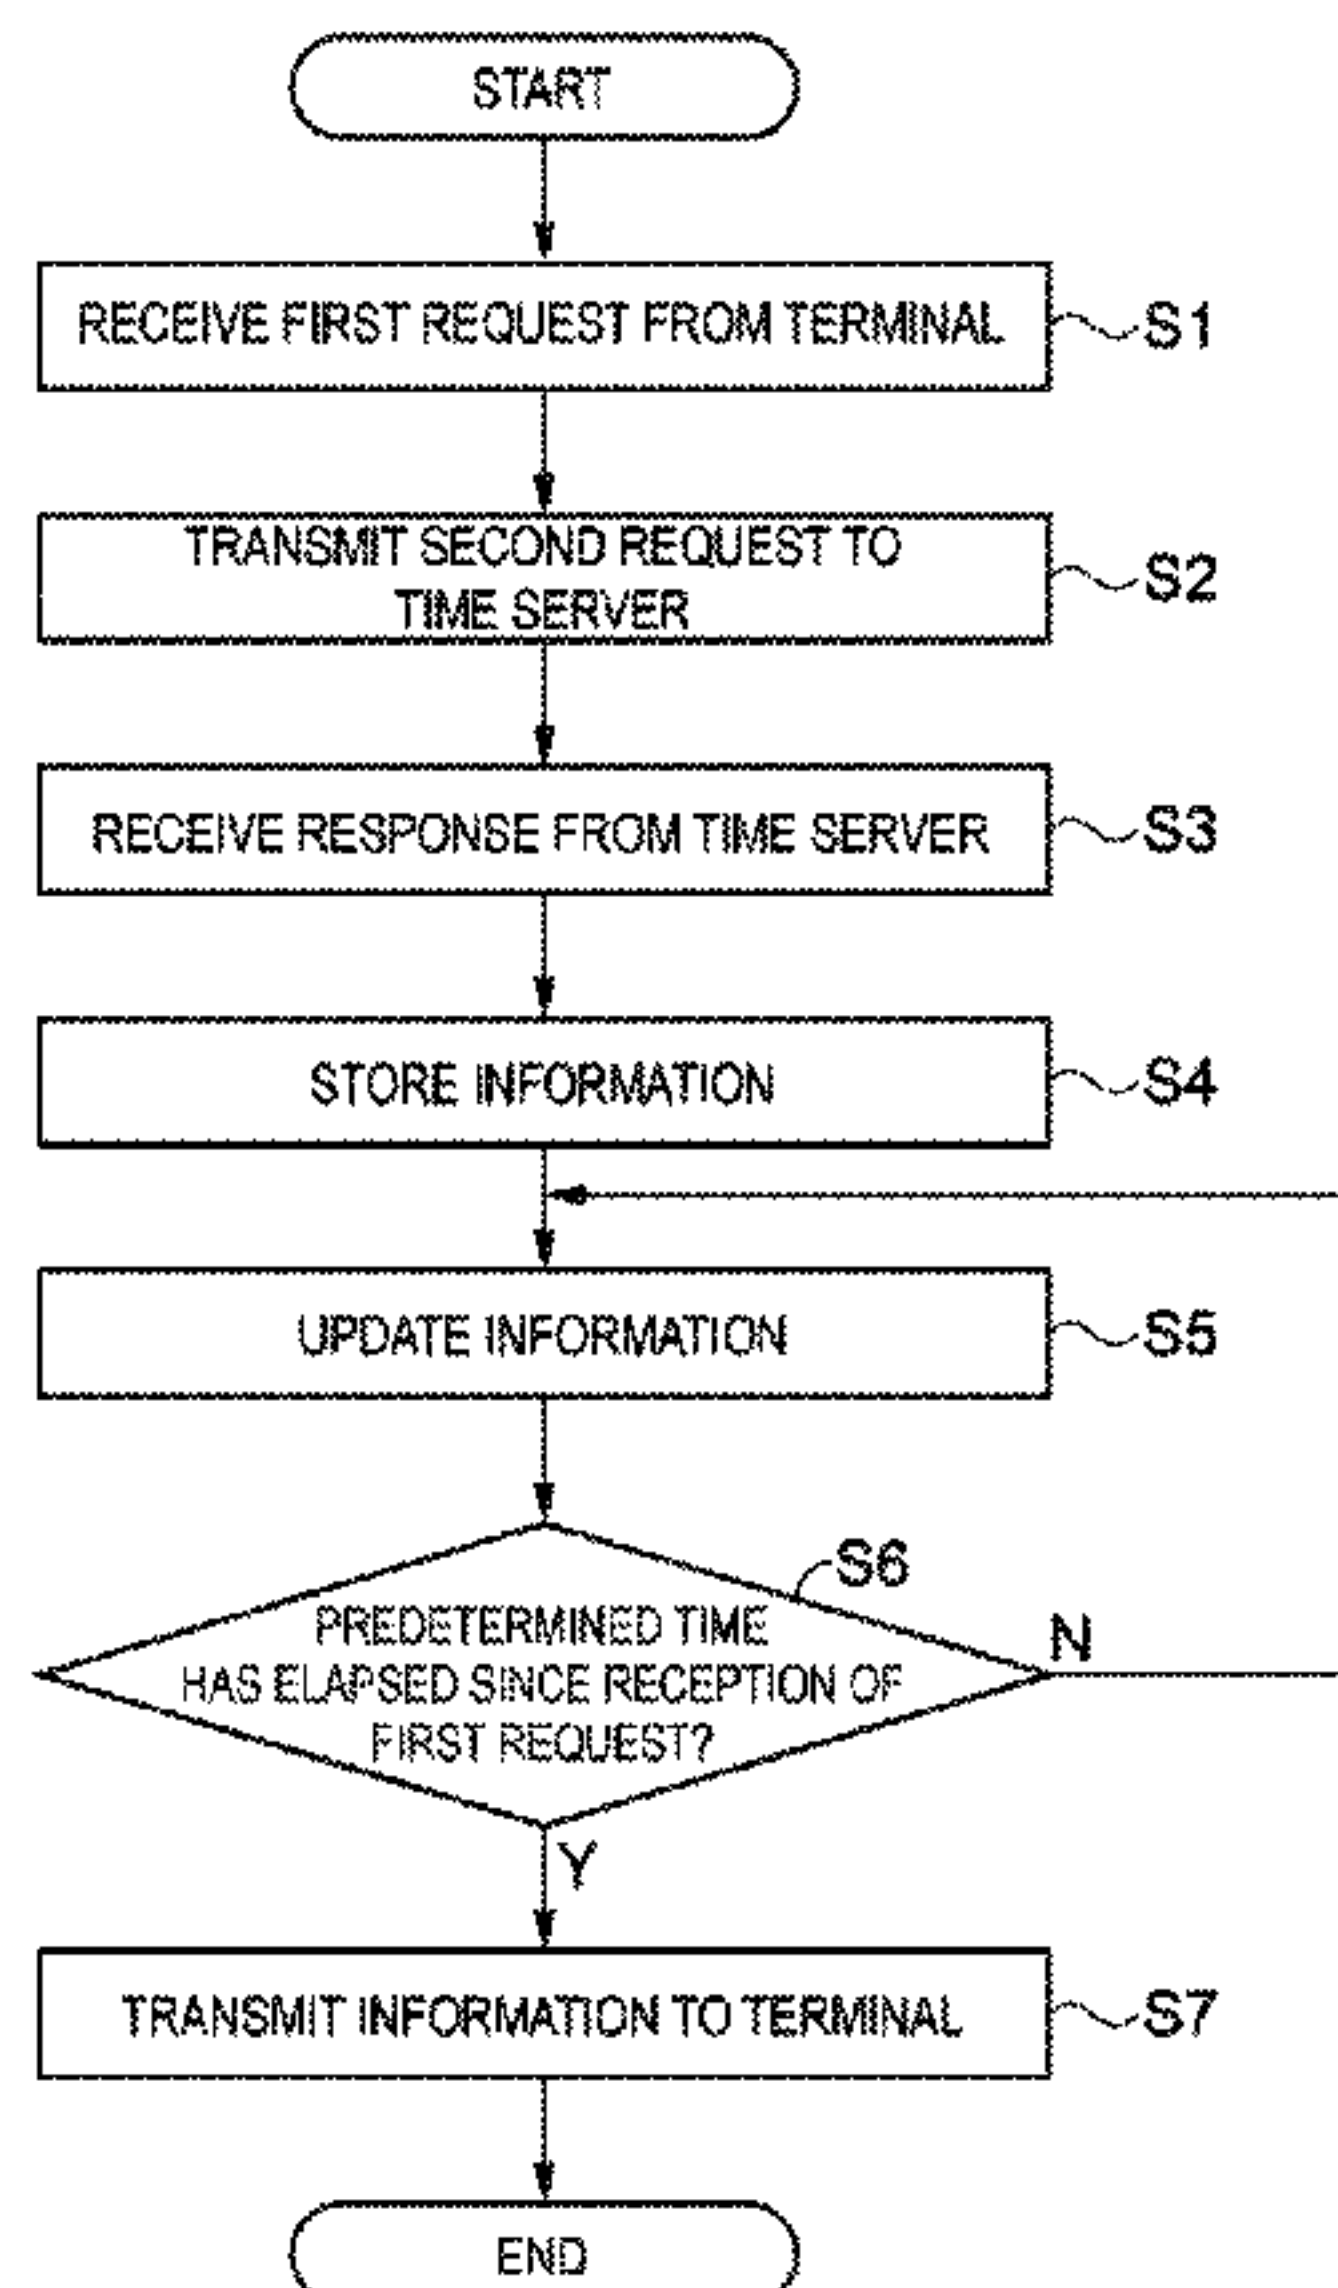 START
RECEIVE FIRST REQUEST FROM TERMINAL
S1
TRANSMIT SECOND REQUEST TO
TIME SERVER
S2
RECEIVE RESPONSE FROM TIME SERVER
S3
STORE INFORMATION
S4
UPDATE INFORMATION
S5
S6
PREDETERMINED TIME
HAS ELAPSED SINCE RECEPTION OF
FIRST REQUEST?
N
Y
TRANSMIT INFORMATION TO TERMINAL
S7
END